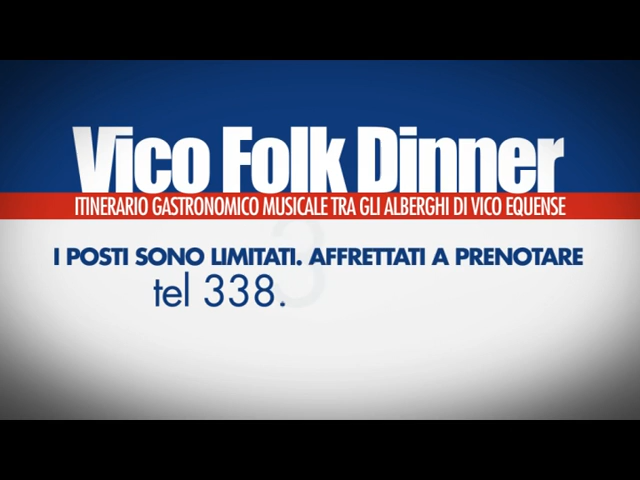 Vico Folk Dinner
ITINERARIO GASTRONOMICO MUSICALE TRA GLI ALBERGHI DI VICO EQUENSE
I POSTI SONO LIMITATI. AFFRETTATI A PRENOTARE
tel 338.